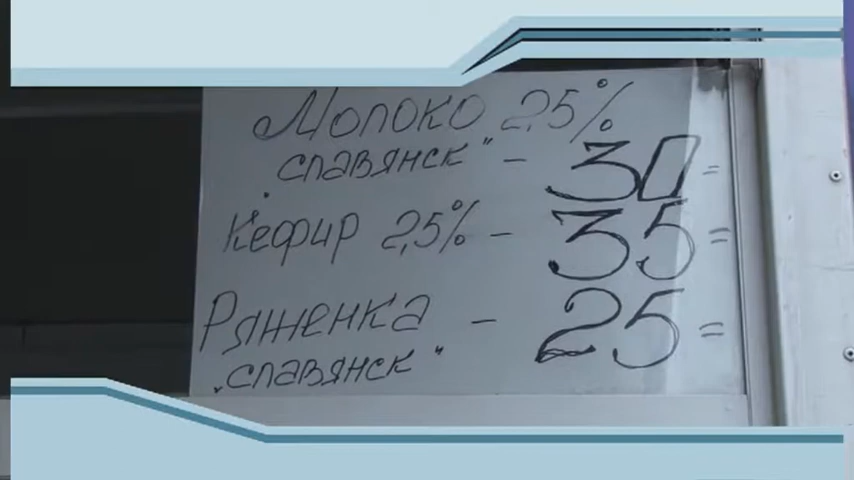 Молоко 2,5%
"Славянск" - 30=
Кефир 2,5% - 35=
Ряженка - 25=
"Славянск"